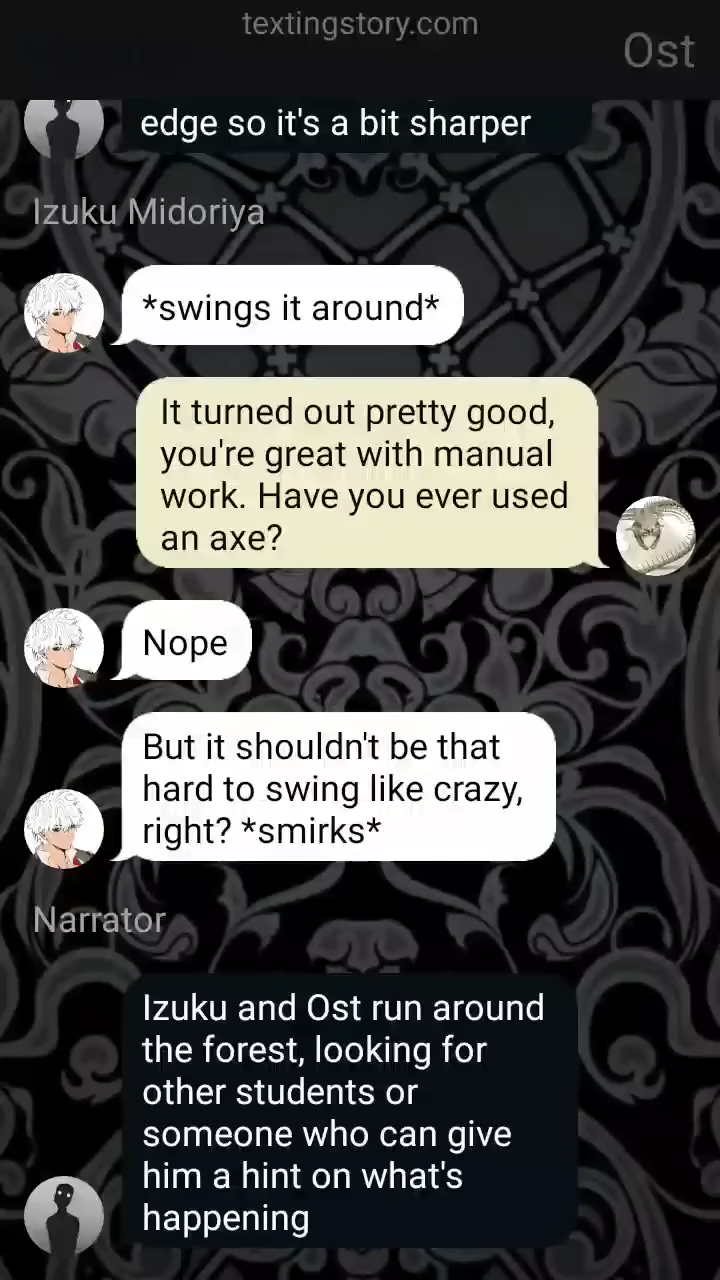 textingstory.com
Ost
edge so it's a bit sharper
Izuku Midoriya
*swings it around*
It turned out pretty good,
you're great with manual
work. Have you ever used
an axe?
Nope
But it shouldn't be that
hard to swing like crazy,
right? *smirks*
Narrator
Izuku and Ost run around
the forest, looking for
other students or
someone who can give
him a hint on what's
happening